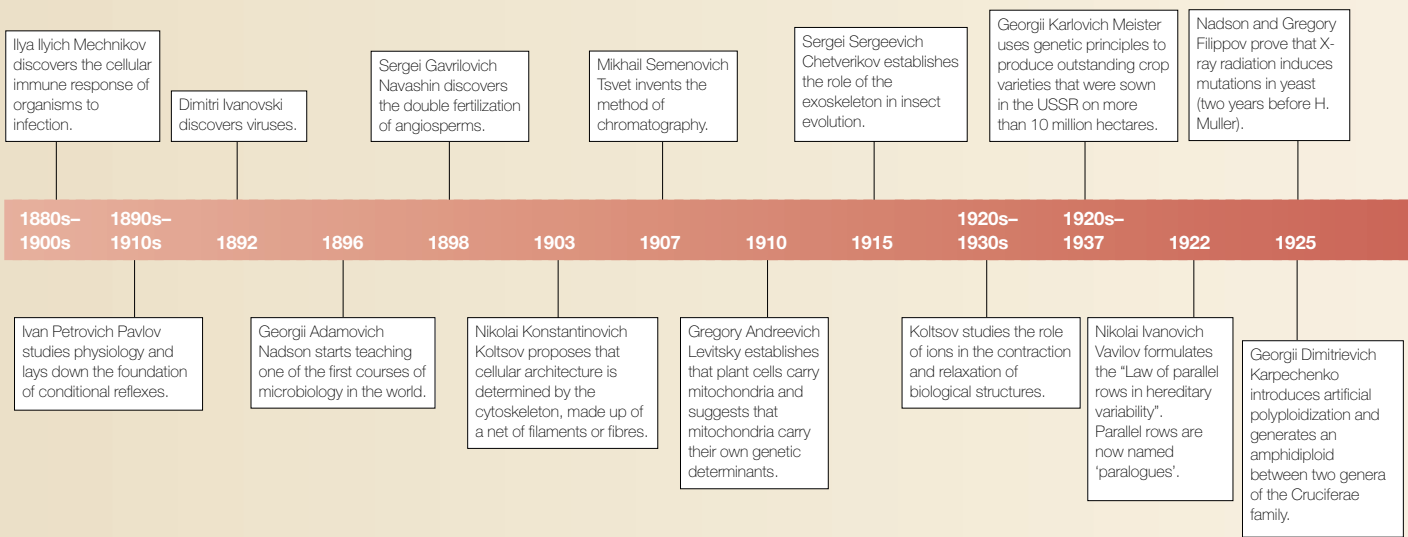 Ilya Ilyich Mechnikov
discovers the cellular
immune response of
organisms to
infection.
Dimitri Ivanovski
discovers viruses.
Sergei Gavrilovich
Navashin discovers
the double fertilization
of angiosperms.
Mikhail Semenovich
Tsvet invents the
method of
chromatography.
Sergei Sergeevich
Chetverikov establishes
the role of the
exoskeleton in insect
evolution.
Georgii Karlovich Meister
uses genetic principles to
produce outstanding crop
varieties that were sown
in the USSR on more
than 10 million hectares.
Nadson and Gregory
Filippov prove that X-
ray radiation induces
mutations in yeast
(two years before H.
Muller).
1880s–
1900s
1890s–
1910s
1892
1896
1898
1903
1907
1910
1915
1920s–
1930s
1920s–
1937
1922
1925
Ivan Petrovich Pavlov
studies physiology and
lays down the foundation
of conditional reflexes.
Georgii Adamovich
Nadson starts teaching
one of the first courses of
microbiology in the world.
Nikolai Konstantinovich
Koltsov proposes that
cellular architecture is
determined by the
cytoskeleton, made up of
a net of filaments or fibres.
Gregory Andreevich
Levitsky establishes
that plant cells carry
mitochondria and
suggests that
mitochondria carry
their own genetic
determinants.
Koltsov studies the role
of ions in the contraction
and relaxation of
biological structures.
Nikolai Ivanovich
Vavilov formulates
the “Law of parallel
rows in hereditary
variability”.
Parallel rows are
now named
‘paralogues’.
Georgii Dimitrievich
Karpechenko
introduces artificial
polyploidization and
generates an
amphidiploid
between two genera
of the Cruciferae
family.